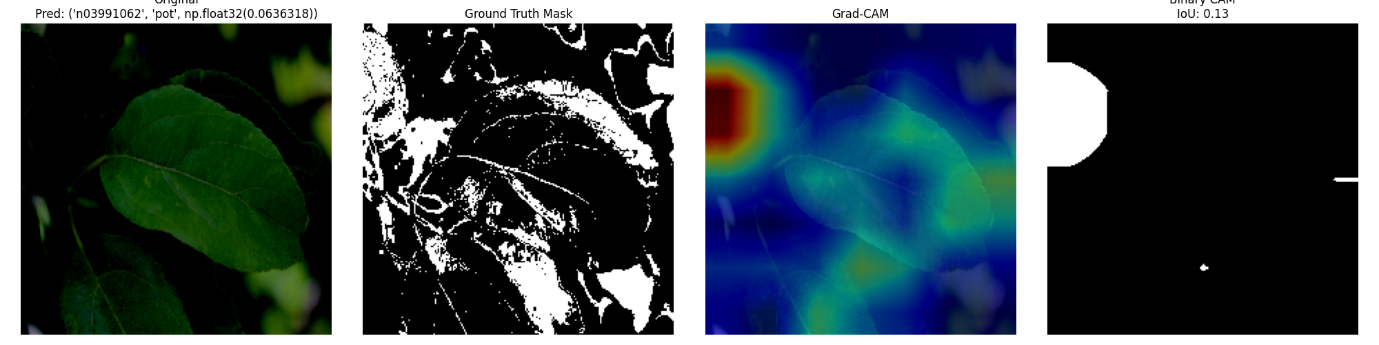 Original
Pred: ('n03991062', 'pot', np.float32(0.0636318))
Ground Truth Mask
Grad-CAM
Binary CAM
IoU: 0.13